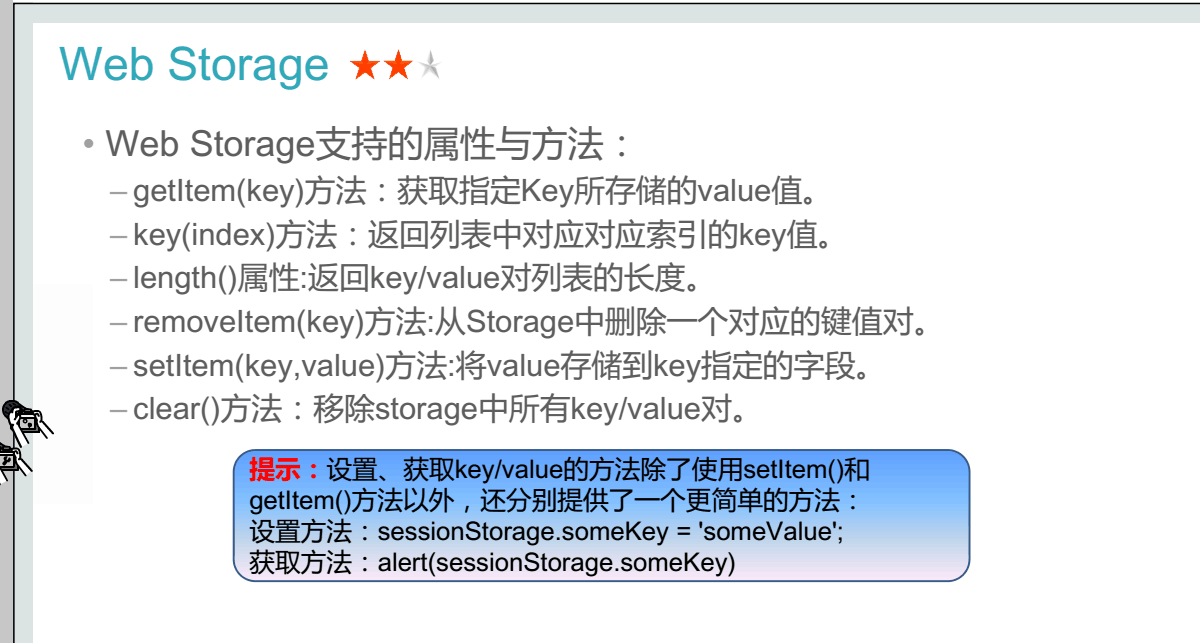 Web Storage
• Web Storage支持的属性与方法：
– getItem(key)方法：获取指定Key所存储的value值。
– key(index)方法：返回列表中对应对应索引的key值。
– length()属性:返回key/value对列表的长度。
– removeItem(key)方法:从Storage中删除一个对应的键值对。
– setItem(key,value)方法:将value存储到key指定的字段。
– clear()方法：移除storage中所有key/value对。
提示：设置、获取key/value的方法除了使用setItem()和
getItem()方法以外，还分别提供了一个更简单的方法：
设置方法：sessionStorage.someKey = 'someValue';
获取方法：alert(sessionStorage.someKey)